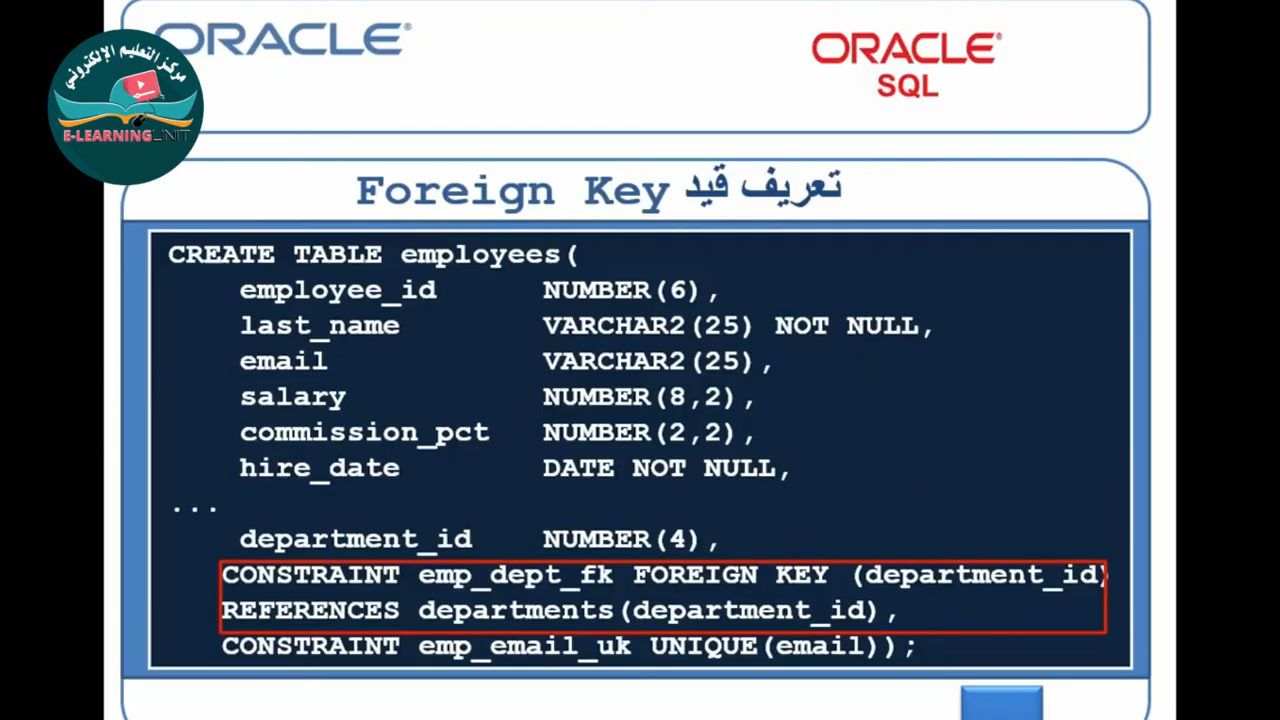 ORACLE®
ORACLE®
SQL
مركز التعليم الإلكتروني
E-LEARNING UNIT
تعريف قيد Foreign Key
CREATE TABLE employees(
employee_id NUMBER(6),
last_name VARCHAR2(25) NOT NULL,
email VARCHAR2(25),
salary NUMBER(8,2),
commission_pct NUMBER(2,2),
hire_date DATE NOT NULL,
...
department_id NUMBER(4),
CONSTRAINT emp_dept_fk FOREIGN KEY (department_id)
REFERENCES departments(department_id),
CONSTRAINT emp_email_uk UNIQUE(email));